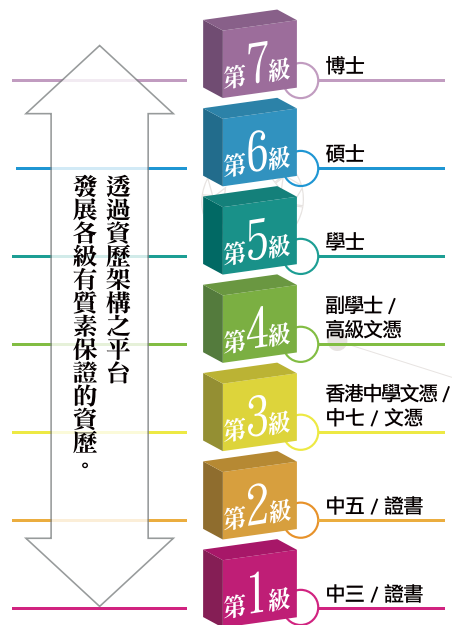 透過資歷架構之平台
發展各級有質素保證的資歷。
第7級
博士
第6級
碩士
第5級
學士
第4級
副學士 /
高級文憑
第3級
香港中學文憑 /
中七 / 文憑
第2級
中五 / 證書
第1級
中三 / 證書